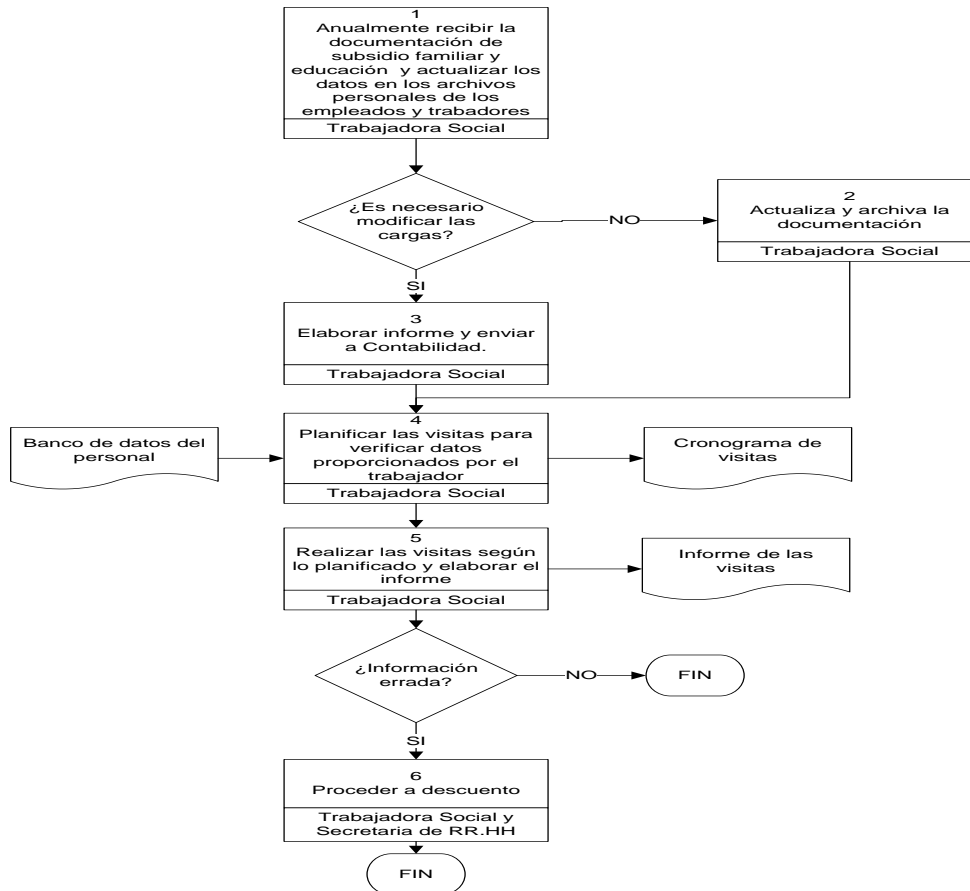 1
Anualmente recibir la
documentación de
subsidio familiar y
educación y actualizar los
datos en los archivos
personales de los
empleados y trabadores
Trabajadora Social
¿Es necesario
modificar las
cargas?
NO
2
Actualiza y archiva la
documentación
Trabajadora Social
SI
3
Elaborar informe y enviar
a Contabilidad.
Trabajadora Social
Banco de datos del
personal
4
Planificar las visitas para
verificar datos
proporcionados por el
trabajador
Trabajadora Social
Cronograma de
visitas
5
Realizar las visitas según
lo planificado y elaborar el
informe
Trabajadora Social
Informe de las
visitas
¿Información
errada?
NO
FIN
SI
6
Proceder a descuento
Trabajadora Social y
Secretaria de RR.HH
FIN